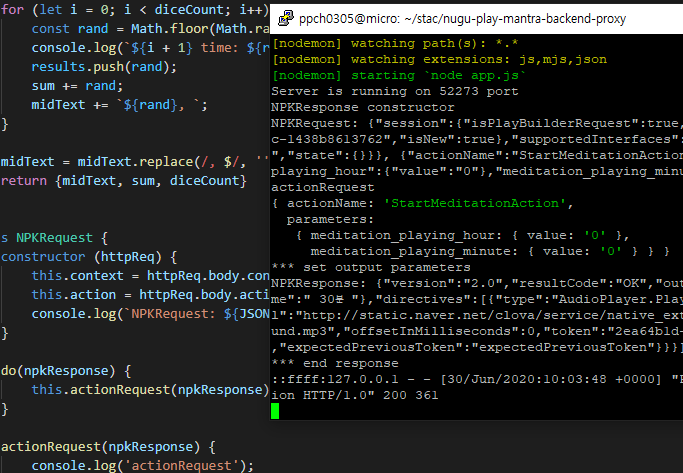 for (let i = 0; i < diceCount; i++)
const rand = Math.floor(Math.ra
console.log(`${i + 1} time: ${r
results.push(rand);
sum += rand;
midText += `${rand}, `;
}
midText = midText.replace(/, $/, ''
return {midText, sum, diceCount}
s NPKRequest {
constructor (httpReq) {
this.context = httpReq.body.con
this.action = httpReq.body.acti
console.log(`NPKRequest: ${JSON
}
do(npkResponse) {
this.actionRequest(npkResponse)
}
actionRequest(npkResponse) {
console.log('actionRequest');
ppch0305@micro: ~/stac/nugu-play-mantra-backend-proxy
[nodemon] watching path(s): *.*
[nodemon] watching extensions: js,mjs,json
[nodemon] starting `node app.js`
Server is running on 52273 port
NPKResponse constructor
NPKRequest: {"session":{"isPlayBuilderRequest":true,
c-1438b8613762","isNew":true},"supportedInterfaces":
","state":{}}}, {"actionName":"StartMeditationAction
playing_hour":{"value":"0"},"meditation_playing_minu
actionRequest
{ actionName: 'StartMeditationAction',
parameters:
{ meditation_playing_hour: { value: '0' },
meditation_playing_minute: { value: '0' } } }
*** set output parameters
NPKResponse: {"version":"2.0","resultCode":"OK","out
me":" 30분 "},"directives":[{"type":"AudioPlayer.Play
l":"http://static.naver.net/clova/service/native_ext
und.mp3","offsetInMilliseconds":0,"token":"2ea64b1d-
,"expectedPreviousToken":"expectedPreviousToken"}}}]
*** end response
::ffff:127.0.0.1 - - [30/Jun/2020:10:03:48 +0000] "P
ion HTTP/1.0" 200 361